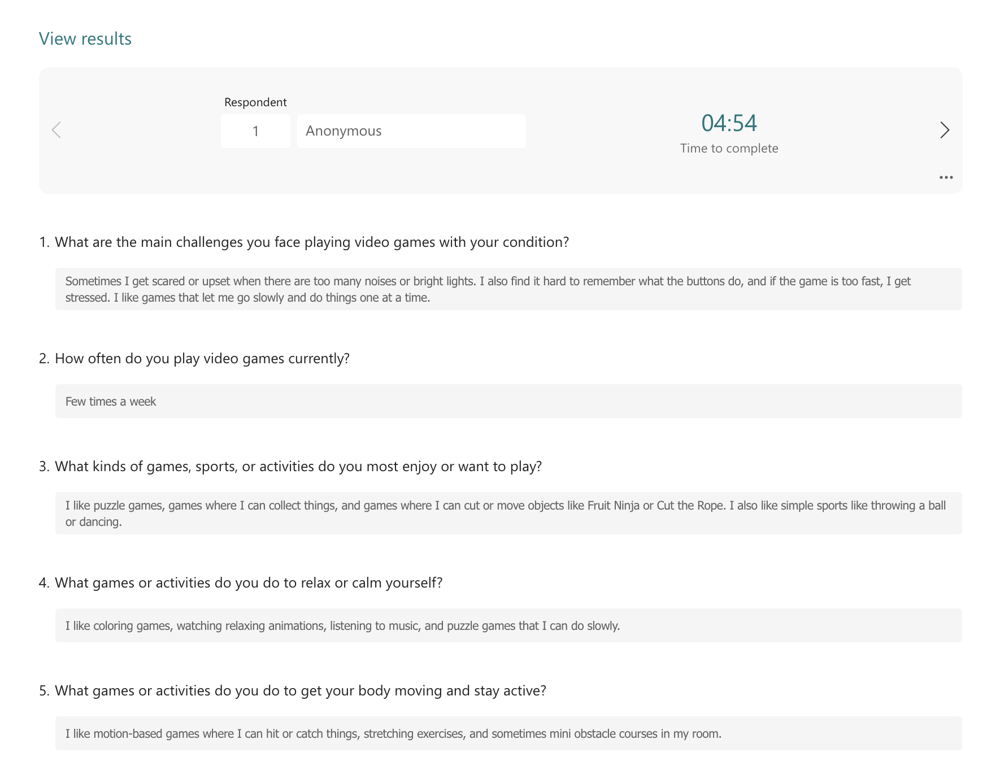 View results
Respondent
1
Anonymous
04:54
Time to complete
1. What are the main challenges you face playing video games with your condition?
Sometimes I get scared or upset when there are too many noises or bright lights. I also find it hard to remember what the buttons do, and if the game is too fast, I get
stressed. I like games that let me go slowly and do things one at a time.
2. How often do you play video games currently?
Few times a week
3. What kinds of games, sports, or activities do you most enjoy or want to play?
I like puzzle games, games where I can collect things, and games where I can cut or move objects like Fruit Ninja or Cut the Rope. I also like simple sports like throwing a ball
or dancing.
4. What games or activities do you do to relax or calm yourself?
I like coloring games, watching relaxing animations, listening to music, and puzzle games that I can do slowly.
5. What games or activities do you do to get your body moving and stay active?
I like motion-based games where I can hit or catch things, stretching exercises, and sometimes mini obstacle courses in my room.